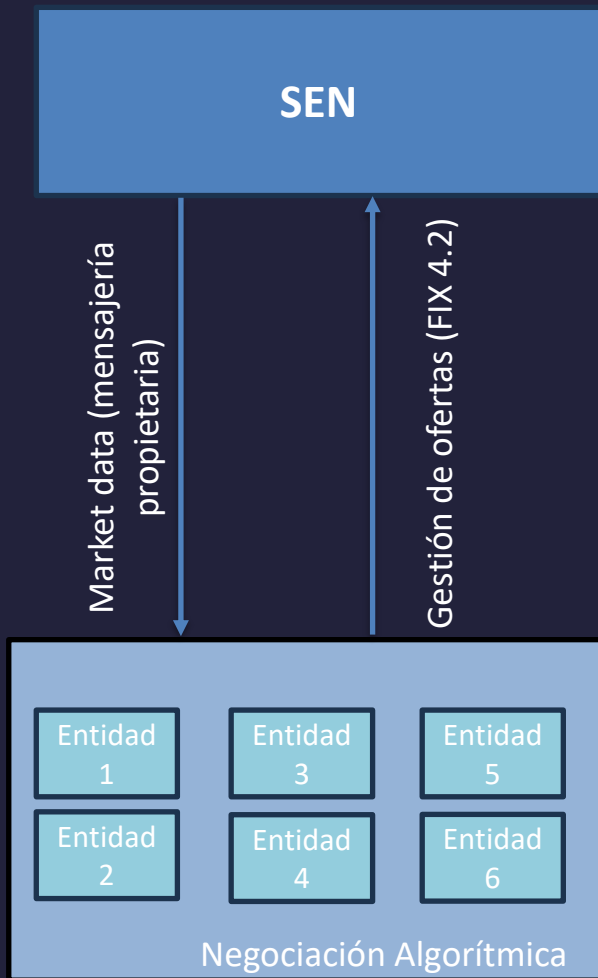 SEN
Market data (mensajería
propietaria)
Gestión de ofertas (FIX 4.2)
Entidad
1
Entidad
3
Entidad
5
Entidad
2
Entidad
4
Entidad
6
Negociación Algorítmica